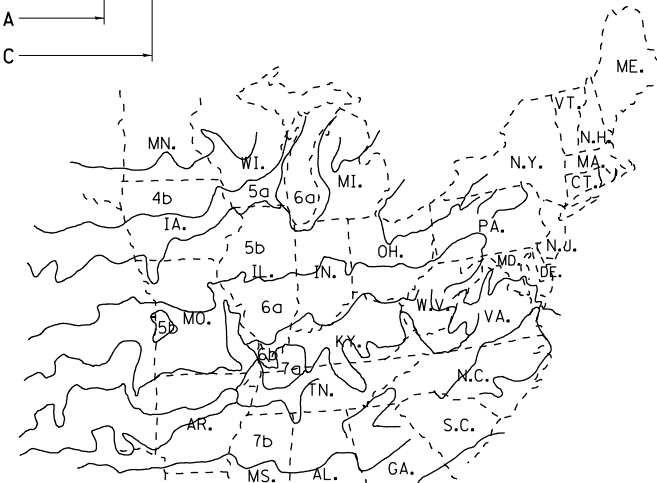 A
C
ME.
VT.
MN.
N.H.
WI.
N.Y.
MA.
MI.
CT.
4b
5a
6a
IA.
PA.
5b
OH.
N.J.
MD.
IL.
IN.
DE.
6a
W.V.
MO.
VA.
5b
KY.
6b
7a
N.C.
TN.
AR.
S.C.
7b
MS.
AL.
GA.